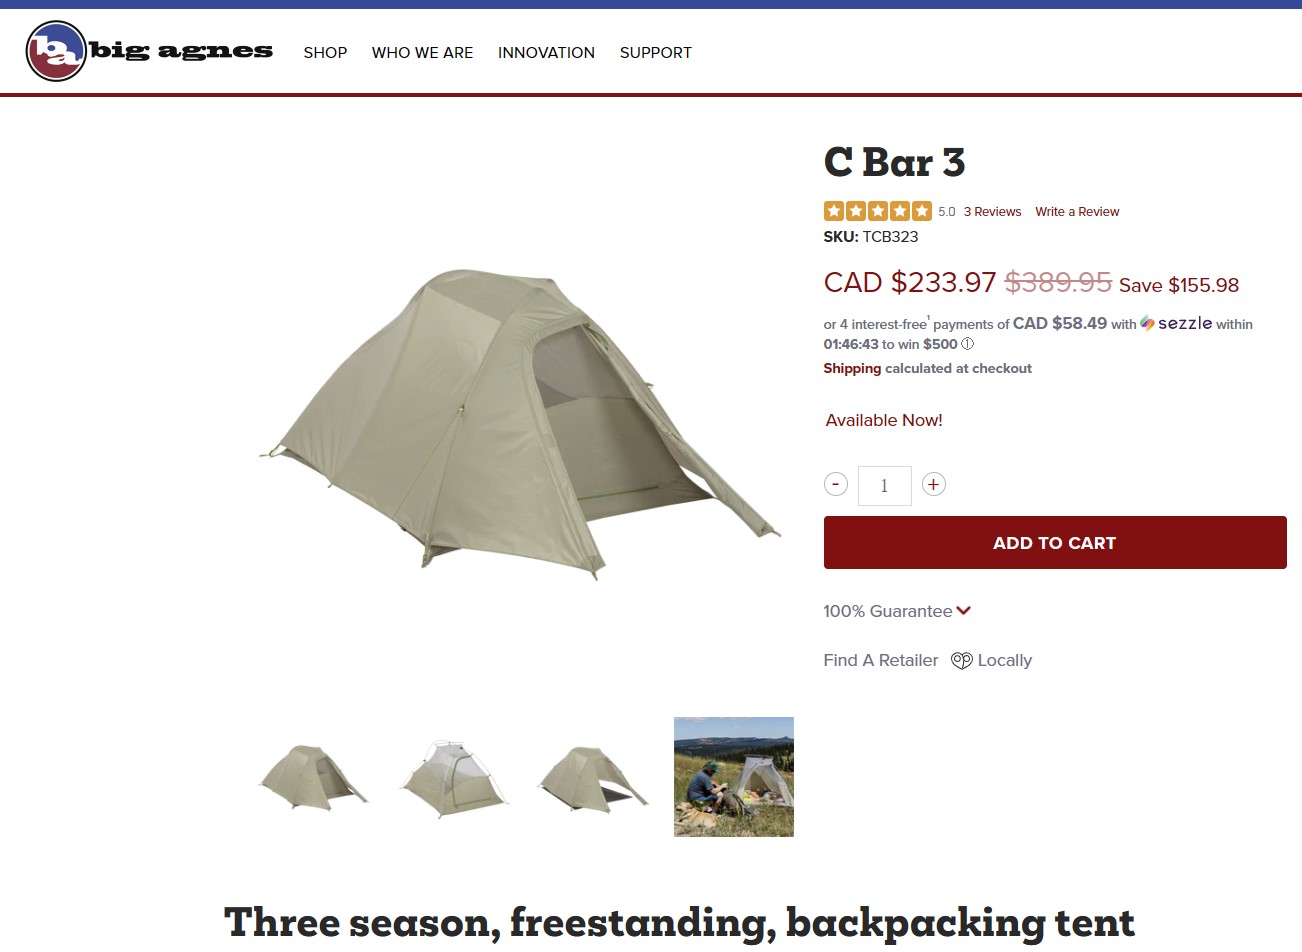 ba big agnes SHOP WHO WE ARE INNOVATION SUPPORT
C Bar 3
5.0 3 Reviews Write a Review
SKU: TCB323
CAD $233.97 $389.95 Save $155.98
or 4 interest-free¹ payments of CAD $58.49 with sezzle within
01:46:43 to win $500 ⓘ
Shipping calculated at checkout
Available Now!
- 1 +
ADD TO CART
100% Guarantee
Find A Retailer Locally
Three season, freestanding, backpacking tent